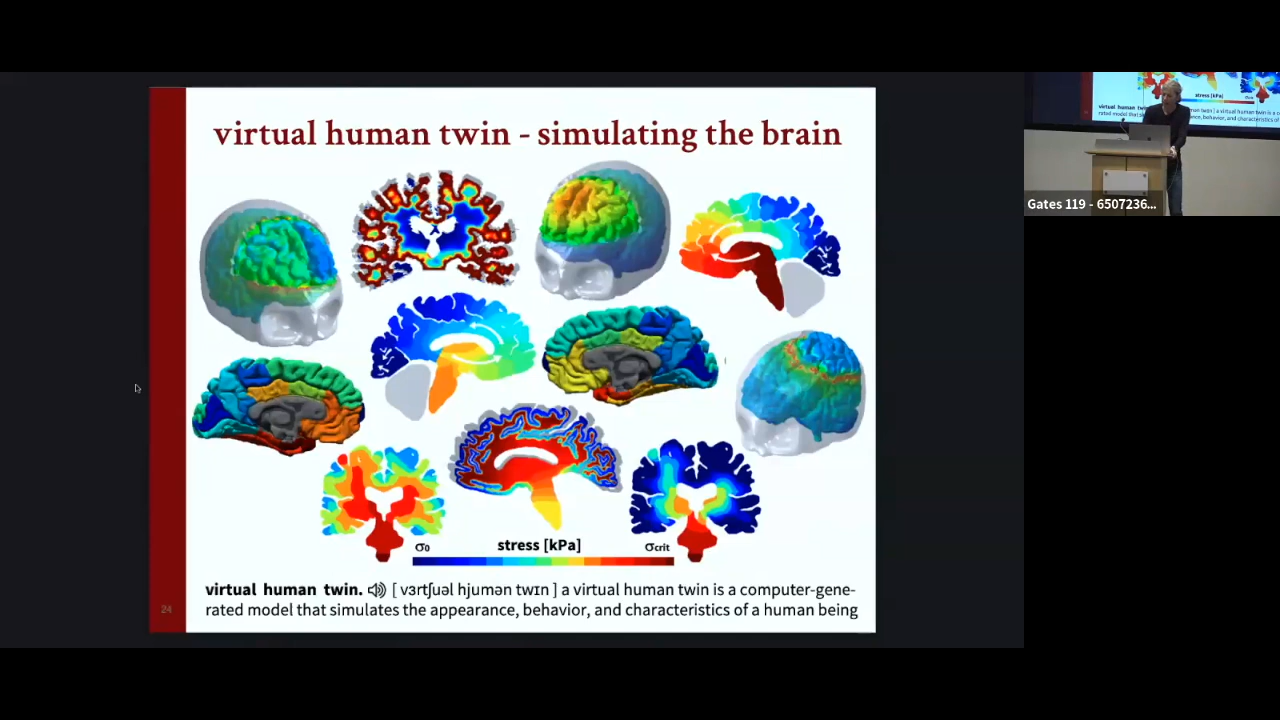 virtual human twin - simulating the brain
σ0
stress [kPa]
σcrit
virtual human twin. [ vɜrtʃuəl hjumən twɪn ] a virtual human twin is a computer-gene-
rated model that simulates the appearance, behavior, and characteristics of a human being
24
stress [kPa]
Gates 119 - 6507236...